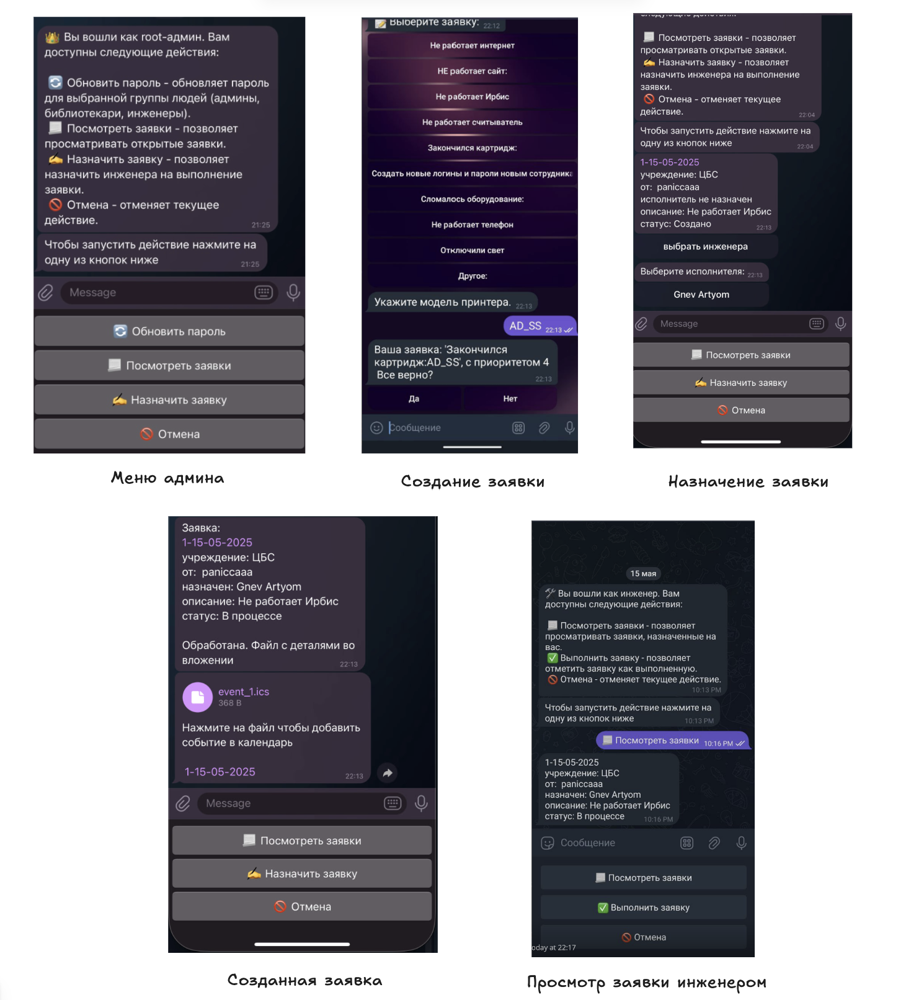 👑 Вы вошли как root-админ. Вам
доступны следующие действия:
🔄 Обновить пароль - обновляет пароль
для выбранной группы людей (админы,
библиотекари, инженеры).
📃 Посмотреть заявки - позволяет
просматривать открытые заявки.
✍️ Назначить заявку - позволяет
назначить инженера на выполнение
заявки.
🚫 Отмена - отменяет текущее
действие.
21:25
Чтобы запустить действие нажмите на
одну из кнопок ниже
21:25
Message
🔄 Обновить пароль
📃 Посмотреть заявки
✍️ Назначить заявку
🚫 Отмена
Меню админа
📝 Выберите заявку: 22:12
Не работает интернет
НЕ работает сайт:
Не работает Ирбис
Не работает считыватель
Закончился картридж:
Создать новые логины и пароли новым сотрудника
Сломалось оборудование:
Не работает телефон
Отключили свет
Другое:
Укажите модель принтера. 22:13
AD_SS 22:13
Ваша заявка: 'Закончился
картридж:AD_SS', с приоритетом 4
Все верно?
22:13
Да Нет
Сообщение
Создание заявки
следующие действия:
📃 Посмотреть заявки - позволяет
просматривать открытые заявки.
✍️ Назначить заявку - позволяет
назначить инженера на выполнение
заявки.
🚫 Отмена - отменяет текущее
действие.
22:04
Чтобы запустить действие нажмите на
одну из кнопок ниже
22:04
1-15-05-2025
учреждение: ЦБС
от:  paniccaaa
исполнитель не назначен
описание: Не работает Ирбис
статус: Создано
22:13
выбрать инженера
Выберите исполнителя: 22:13
Gnev Artyom
Message
📃 Посмотреть заявки
✍️ Назначить заявку
🚫 Отмена
Назначение заявки
Заявка:
1-15-05-2025
учреждение: ЦБС
от:  paniccaaa
назначен: Gnev Artyom
описание: Не работает Ирбис
статус: В процессе
Обработана. Файл с деталями во
вложении
22:13
event_1.ics
368 B
Нажмите на файл чтобы добавить
событие в календарь
1-15-05-2025
22:13
Message
📃 Посмотреть заявки
✍️ Назначить заявку
🚫 Отмена
Созданная заявка
15 мая
🛠 Вы вошли как инженер. Вам
доступны следующие действия:
📃 Посмотреть заявки - позволяет
просматривать заявки, назначенные на
вас.
✅ Выполнить заявку - позволяет
отметить заявку как выполненную.
🚫 Отмена - отменяет текущее действие.
10:13 PM
Чтобы запустить действие нажмите на
одну из кнопок ниже
10:13 PM
📃 Посмотреть заявки 10:16 PM
1-15-05-2025
учреждение: ЦБС
от:  paniccaaa
назначен: Gnev Artyom
описание: Не работает Ирбис
статус: В процессе
10:16 PM
Сообщение
📃 Посмотреть заявки
✅ Выполнить заявку
🚫 Отмена
oday at 22:17
Просмотр заявки инженером